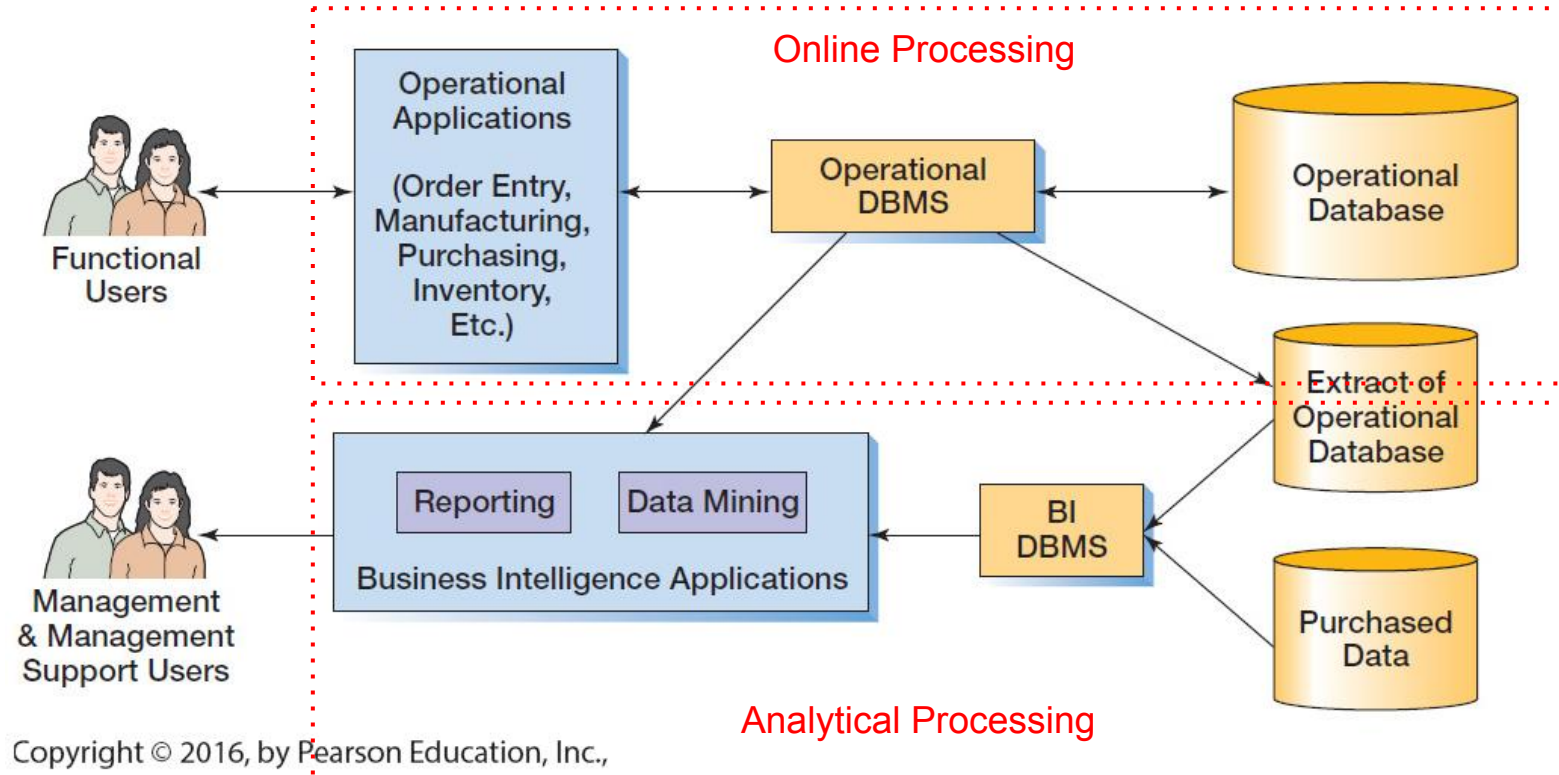 Online Processing
Operational
Applications
(Order Entry,
Manufacturing,
Purchasing,
Inventory,
Etc.)
Operational
DBMS
Operational
Database
Functional
Users
Extract of
Operational
Database
Reporting
Data Mining
Business Intelligence Applications
BI
DBMS
Management
& Management
Support Users
Purchased
Data
Analytical Processing
Copyright © 2016, by Pearson Education, Inc.,